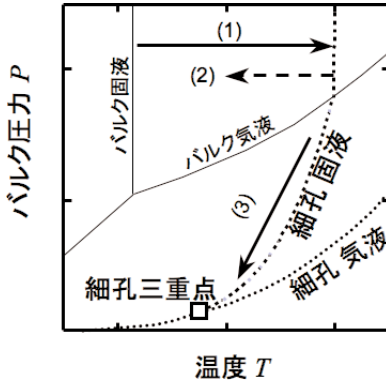 (1)
(2)
バルク固液
バルク気液
(3)
細孔 固液
細孔 気液
細孔三重点
バルク圧力 P
温度 T